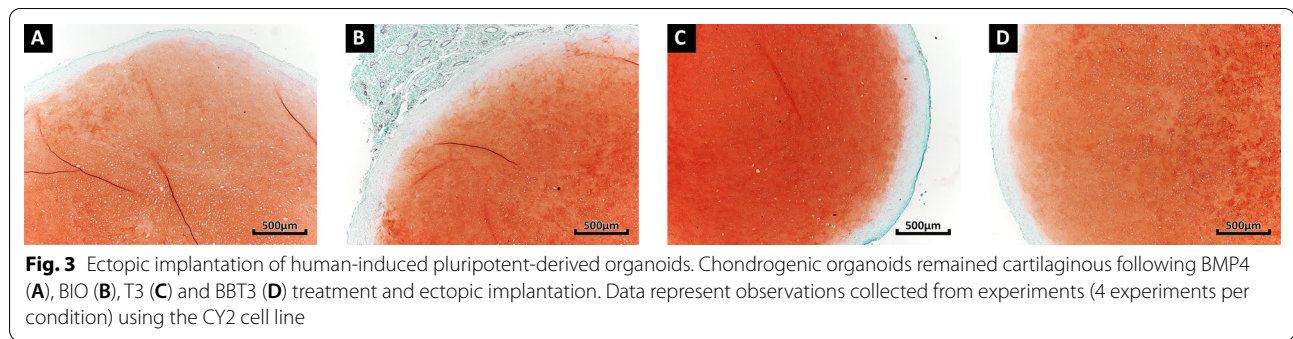 A
B
C
D
500µm
500µm
500µm
500µm
Fig. 3 Ectopic implantation of human-induced pluripotent-derived organoids. Chondrogenic organoids remained cartilaginous following BMP4
(A), BIO (B), T3 (C) and BBT3 (D) treatment and ectopic implantation. Data represent observations collected from experiments (4 experiments per
condition) using the CY2 cell line